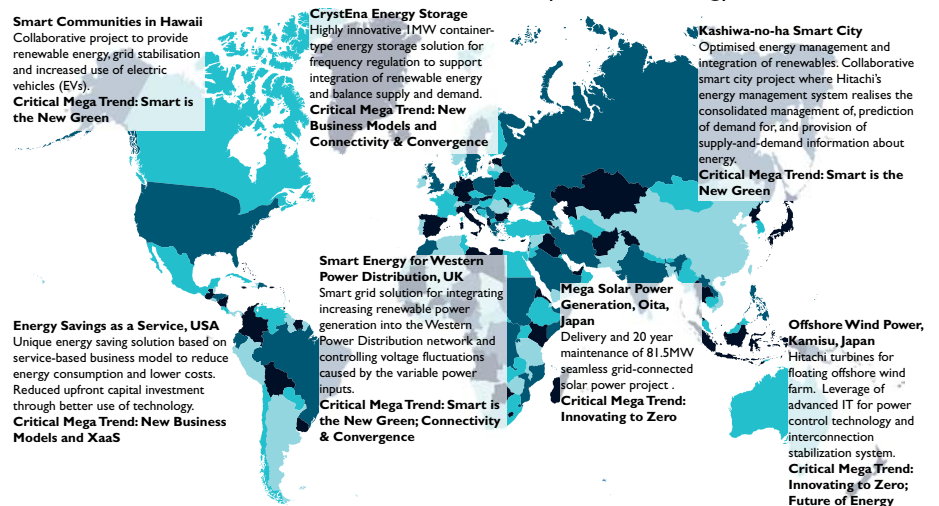 Smart Communities in Hawaii
Collaborative project to provide
renewable energy, grid stabilisation
and increased use of electric
vehicles (EVs).
Critical Mega Trend: Smart is
the New Green
CrystEna Energy Storage
Highly innovative 1MW container-
type energy storage solution for
frequency regulation to support
integration of renewable energy
and balance supply and demand.
Critical Mega Trend: New
Business Models and
Connectivity & Convergence
Kashiwa-no-ha Smart City
Optimised energy management and
integration of renewables. Collaborative
smart city project where Hitachi's
energy management system realises the
consolidated management of, prediction
of demand for, and provision of
supply-and-demand information about
energy.
Critical Mega Trend: Smart is the
New Green
Energy Savings as a Service, USA
Unique energy saving solution based on
service-based business model to reduce
energy consumption and lower costs.
Reduced upfront capital investment
through better use of technology.
Critical Mega Trend: New Business
Models and XaaS
Smart Energy for Western
Power Distribution, UK
Smart grid solution for integrating
increasing renewable power
generation into the Western
Power Distribution network and
controlling voltage fluctuations
caused by the variable power
inputs.
Critical Mega Trend: Smart is
the New Green; Connectivity
& Convergence
Mega Solar Power
Generation, Oita,
Japan
Delivery and 20 year
maintenance of 81.5MW
seamless grid-connected
solar power project .
Critical Mega Trend:
Innovating to Zero
Offshore Wind Power,
Kamisu, Japan
Hitachi turbines for
floating offshore wind
farm. Leverage of
advanced IT for power
control technology and
interconnection
stabilization system.
Critical Mega Trend:
Innovating to Zero;
Future of Energy